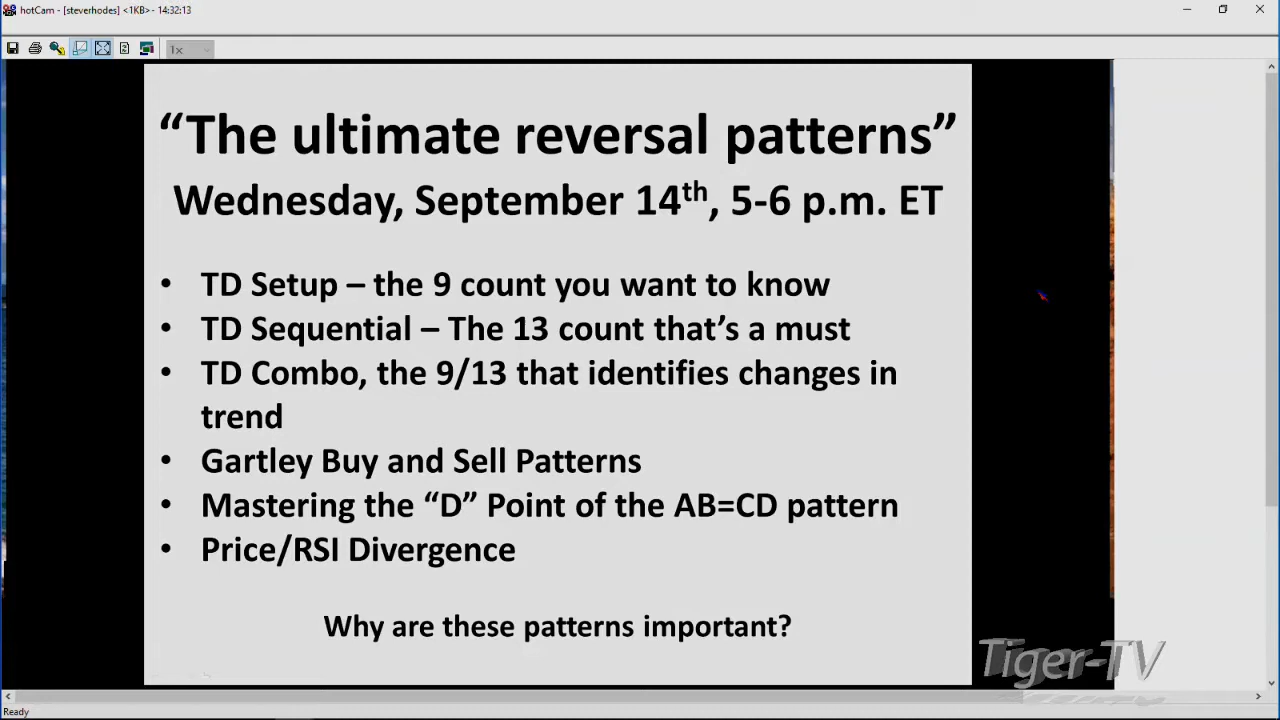 hotCam - [steverhodes] <1KB> - 14:32:13
1x
“The ultimate reversal patterns”
Wednesday, September 14th, 5-6 p.m. ET
• TD Setup – the 9 count you want to know
• TD Sequential – The 13 count that’s a must
• TD Combo, the 9/13 that identifies changes in
trend
• Gartley Buy and Sell Patterns
• Mastering the “D” Point of the AB=CD pattern
• Price/RSI Divergence
Why are these patterns important?
Tiger-TV
Ready